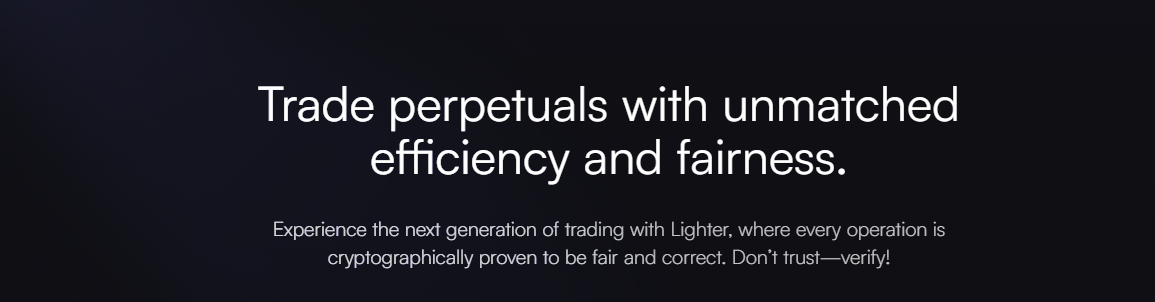 Trade perpetuals with unmatched
efficiency and fairness.
Experience the next generation of trading with Lighter, where every operation is
cryptographically proven to be fair and correct. Don’t trust—verify!